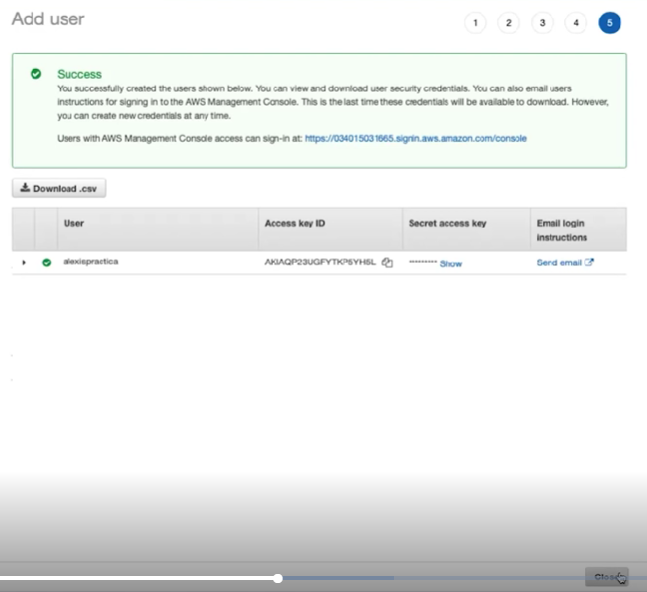 Add user
1 2 3 4 5
Success
You successfully created the users shown below. You can view and download user security credentials. You can also email users
instructions for signing in to the AWS Management Console. This is the last time these credentials will be available to download. However,
you can create new credentials at any time.
Users with AWS Management Console access can sign-in at: https://034015031665.signin.aws.amazon.com/console
Download .csv
User Access key ID Secret access key Email login
instructions
alexispractica ********* Show Send email
Close